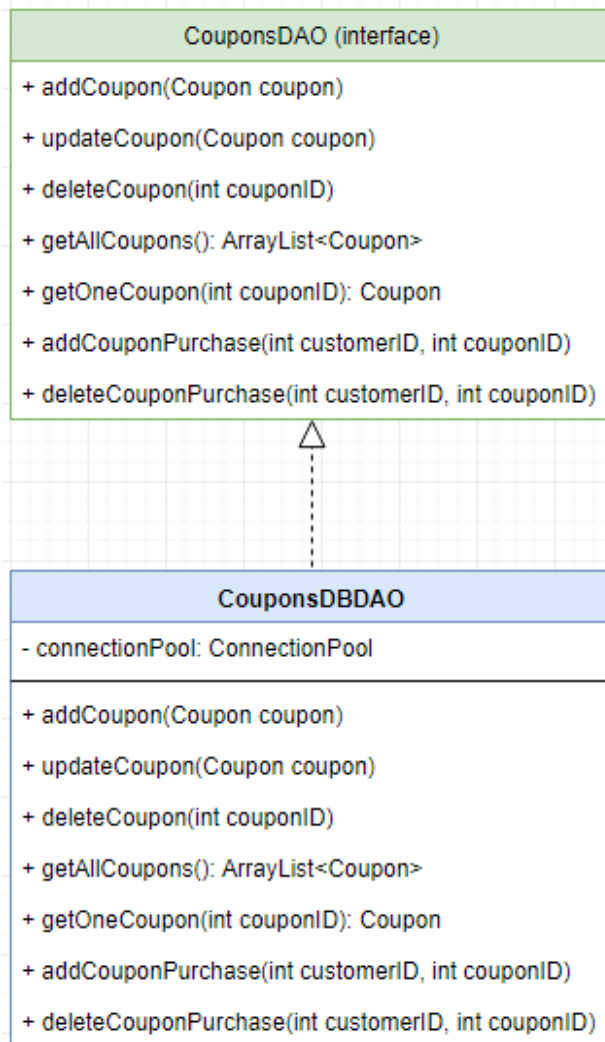 CouponsDAO (interface)
+ addCoupon(Coupon coupon)
+ updateCoupon(Coupon coupon)
+ deleteCoupon(int couponID)
+ getAllCoupons(): ArrayList<Coupon>
+ getOneCoupon(int couponID): Coupon
+ addCouponPurchase(int customerID, int couponID)
+ deleteCouponPurchase(int customerID, int couponID)
CouponsDBDAO
- connectionPool: ConnectionPool
+ addCoupon(Coupon coupon)
+ updateCoupon(Coupon coupon)
+ deleteCoupon(int couponID)
+ getAllCoupons(): ArrayList<Coupon>
+ getOneCoupon(int couponID): Coupon
+ addCouponPurchase(int customerID, int couponID)
+ deleteCouponPurchase(int customerID, int couponID)